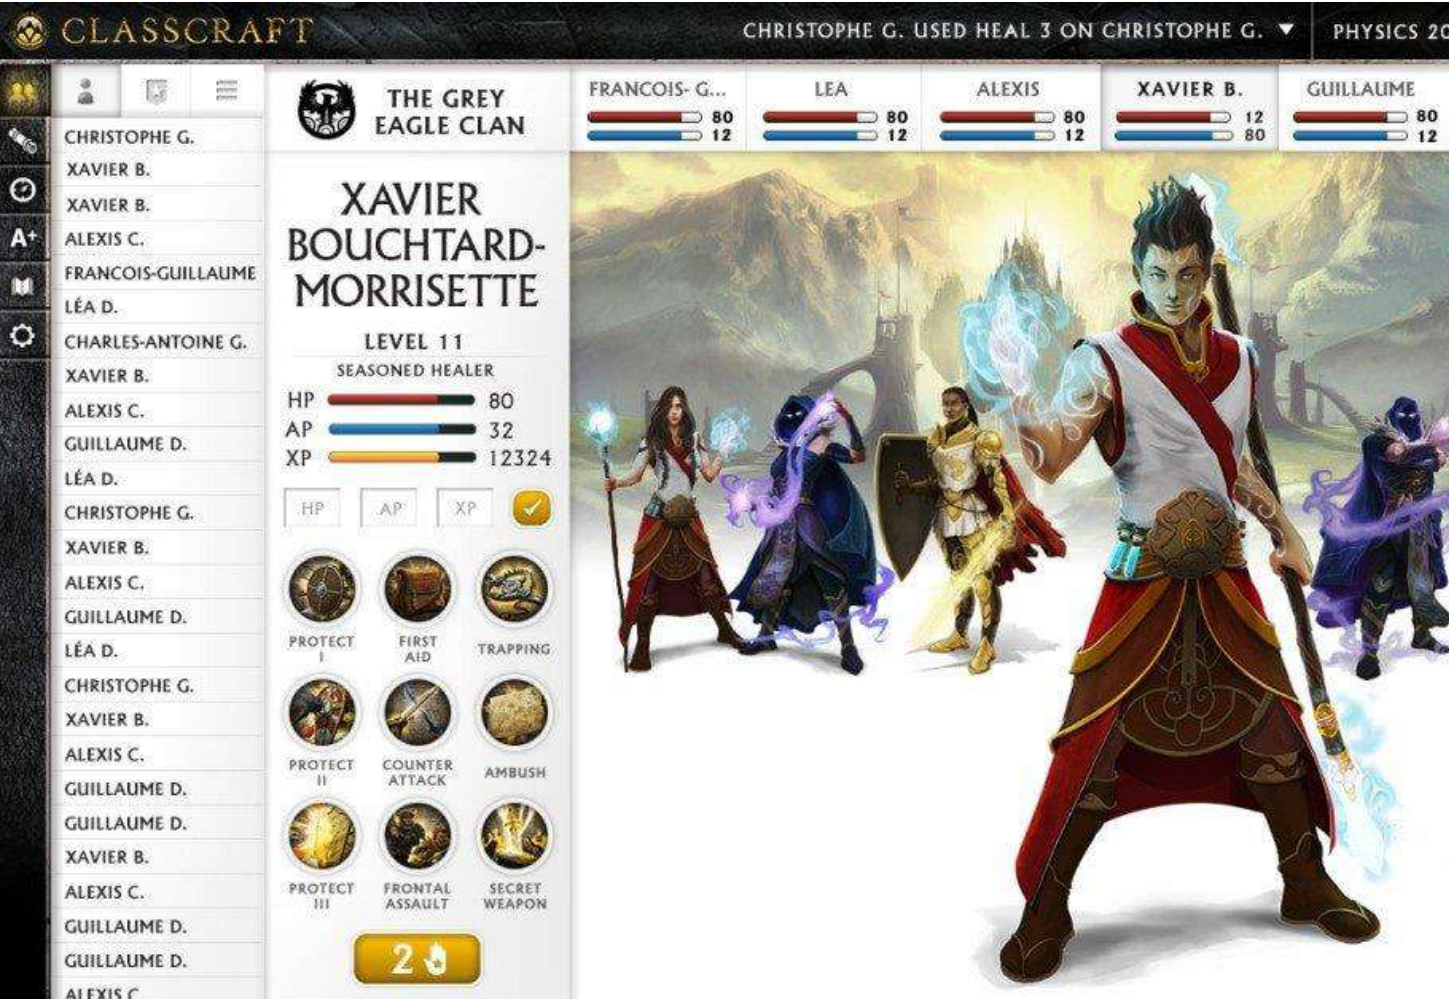 CLASSCRAFT
CHRISTOPHE G. USED HEAL 3 ON CHRISTOPHE G.
PHYSICS 20
CHRISTOPHE G.
XAVIER B.
XAVIER B.
ALEXIS C.
FRANCOIS-GUILLAUME
LÉA D.
CHARLES-ANTOINE G.
XAVIER B.
ALEXIS C.
GUILLAUME D.
LÉA D.
CHRISTOPHE G.
XAVIER B.
ALEXIS C.
GUILLAUME D.
LÉA D.
CHRISTOPHE G.
XAVIER B.
ALEXIS C.
GUILLAUME D.
GUILLAUME D.
XAVIER B.
ALEXIS C.
GUILLAUME D.
GUILLAUME D.
ALEXIS C
A+
THE GREY
EAGLE CLAN
XAVIER
BOUCHTARD-
MORRISETTE
LEVEL 11
SEASONED HEALER
HP 80
AP 32
XP 12324
HP AP XP
PROTECT
I
FIRST
AID
TRAPPING
PROTECT
II
COUNTER
ATTACK
AMBUSH
PROTECT
III
FRONTAL
ASSAULT
SECRET
WEAPON
2
FRANCOIS- G...
80
12
LEA
80
12
ALEXIS
80
12
XAVIER B.
12
80
GUILLAUME
80
12